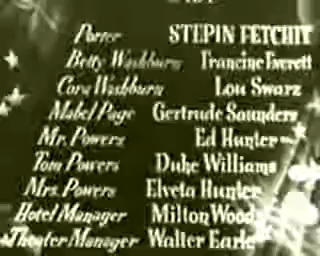 Porter STEPIN FETCHIT
Betty Washburn Francine Everett
Cora Washburn Lou Swarz
Mabel Page Gertrude Saunders
Mr. Powers Ed Hunter
Tom Powers Duke Williams
Mrs. Powers Elveta Hunter
Hotel Manager Milton Wood
Theater Manager Walter Earle